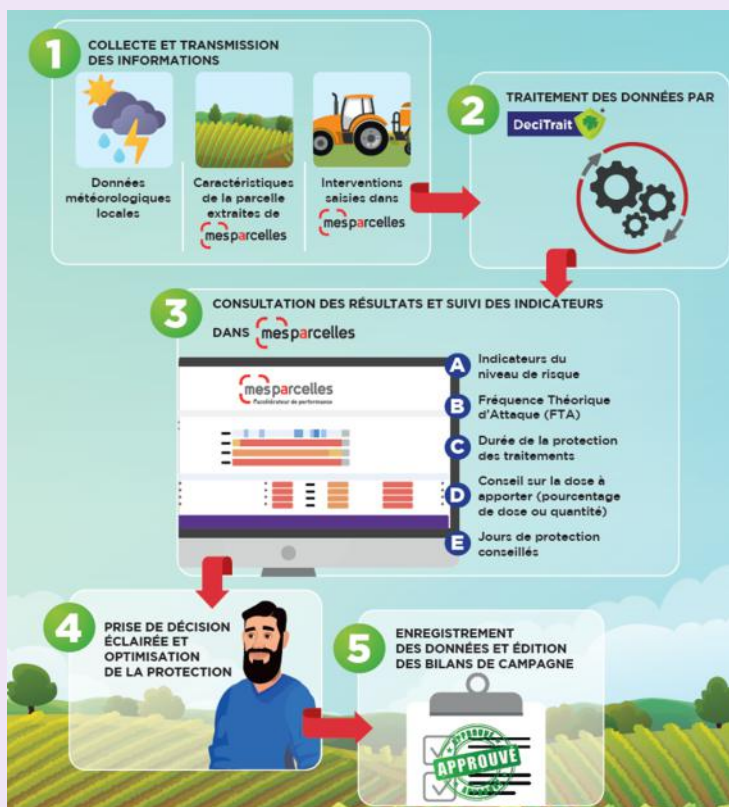 1
COLLECTE ET TRANSMISSION
DES INFORMATIONS
Données
météorologiques
locales
Caractéristiques
de la parcelle
extraites de
mesparcelles
Interventions
saisies dans
mesparcelles
2
TRAITEMENT DES DONNÉES PAR
DeciTrait
3
CONSULTATION DES RÉSULTATS ET SUIVI DES INDICATEURS
DANS mesparcelles
mesparcelles
l'accélérateur de performance
A
Indicateurs du
niveau de risque
B
Fréquence Théorique
d'Attaque (FTA)
C
Durée de la protection
des traitements
D
Conseil sur la dose à
apporter (pourcentage
de dose ou quantité)
E
Jours de protection
conseillés
4
PRISE DE DÉCISION
ÉCLAIRÉE ET
OPTIMISATION
DE LA PROTECTION
5
ENREGISTREMENT
DES DONNÉES ET ÉDITION
DES BILANS DE CAMPAGNE
APPROUVÉ